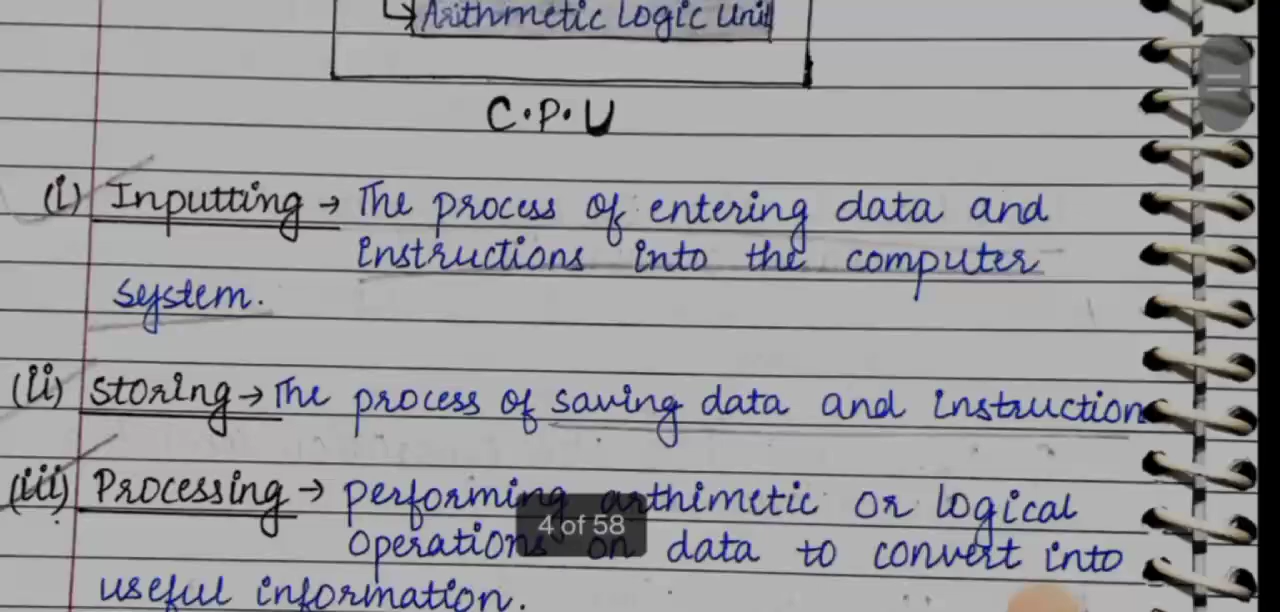 ↳ Arithmetic Logic Unit
C.P.U
(i) Inputting → The process of entering data and
instructions into the computer
system.
(ii) Storing → The process of saving data and instruction
(iii) Processing → performing arthimetic or logical
4 of 58
operations on data to convert into
useful information.